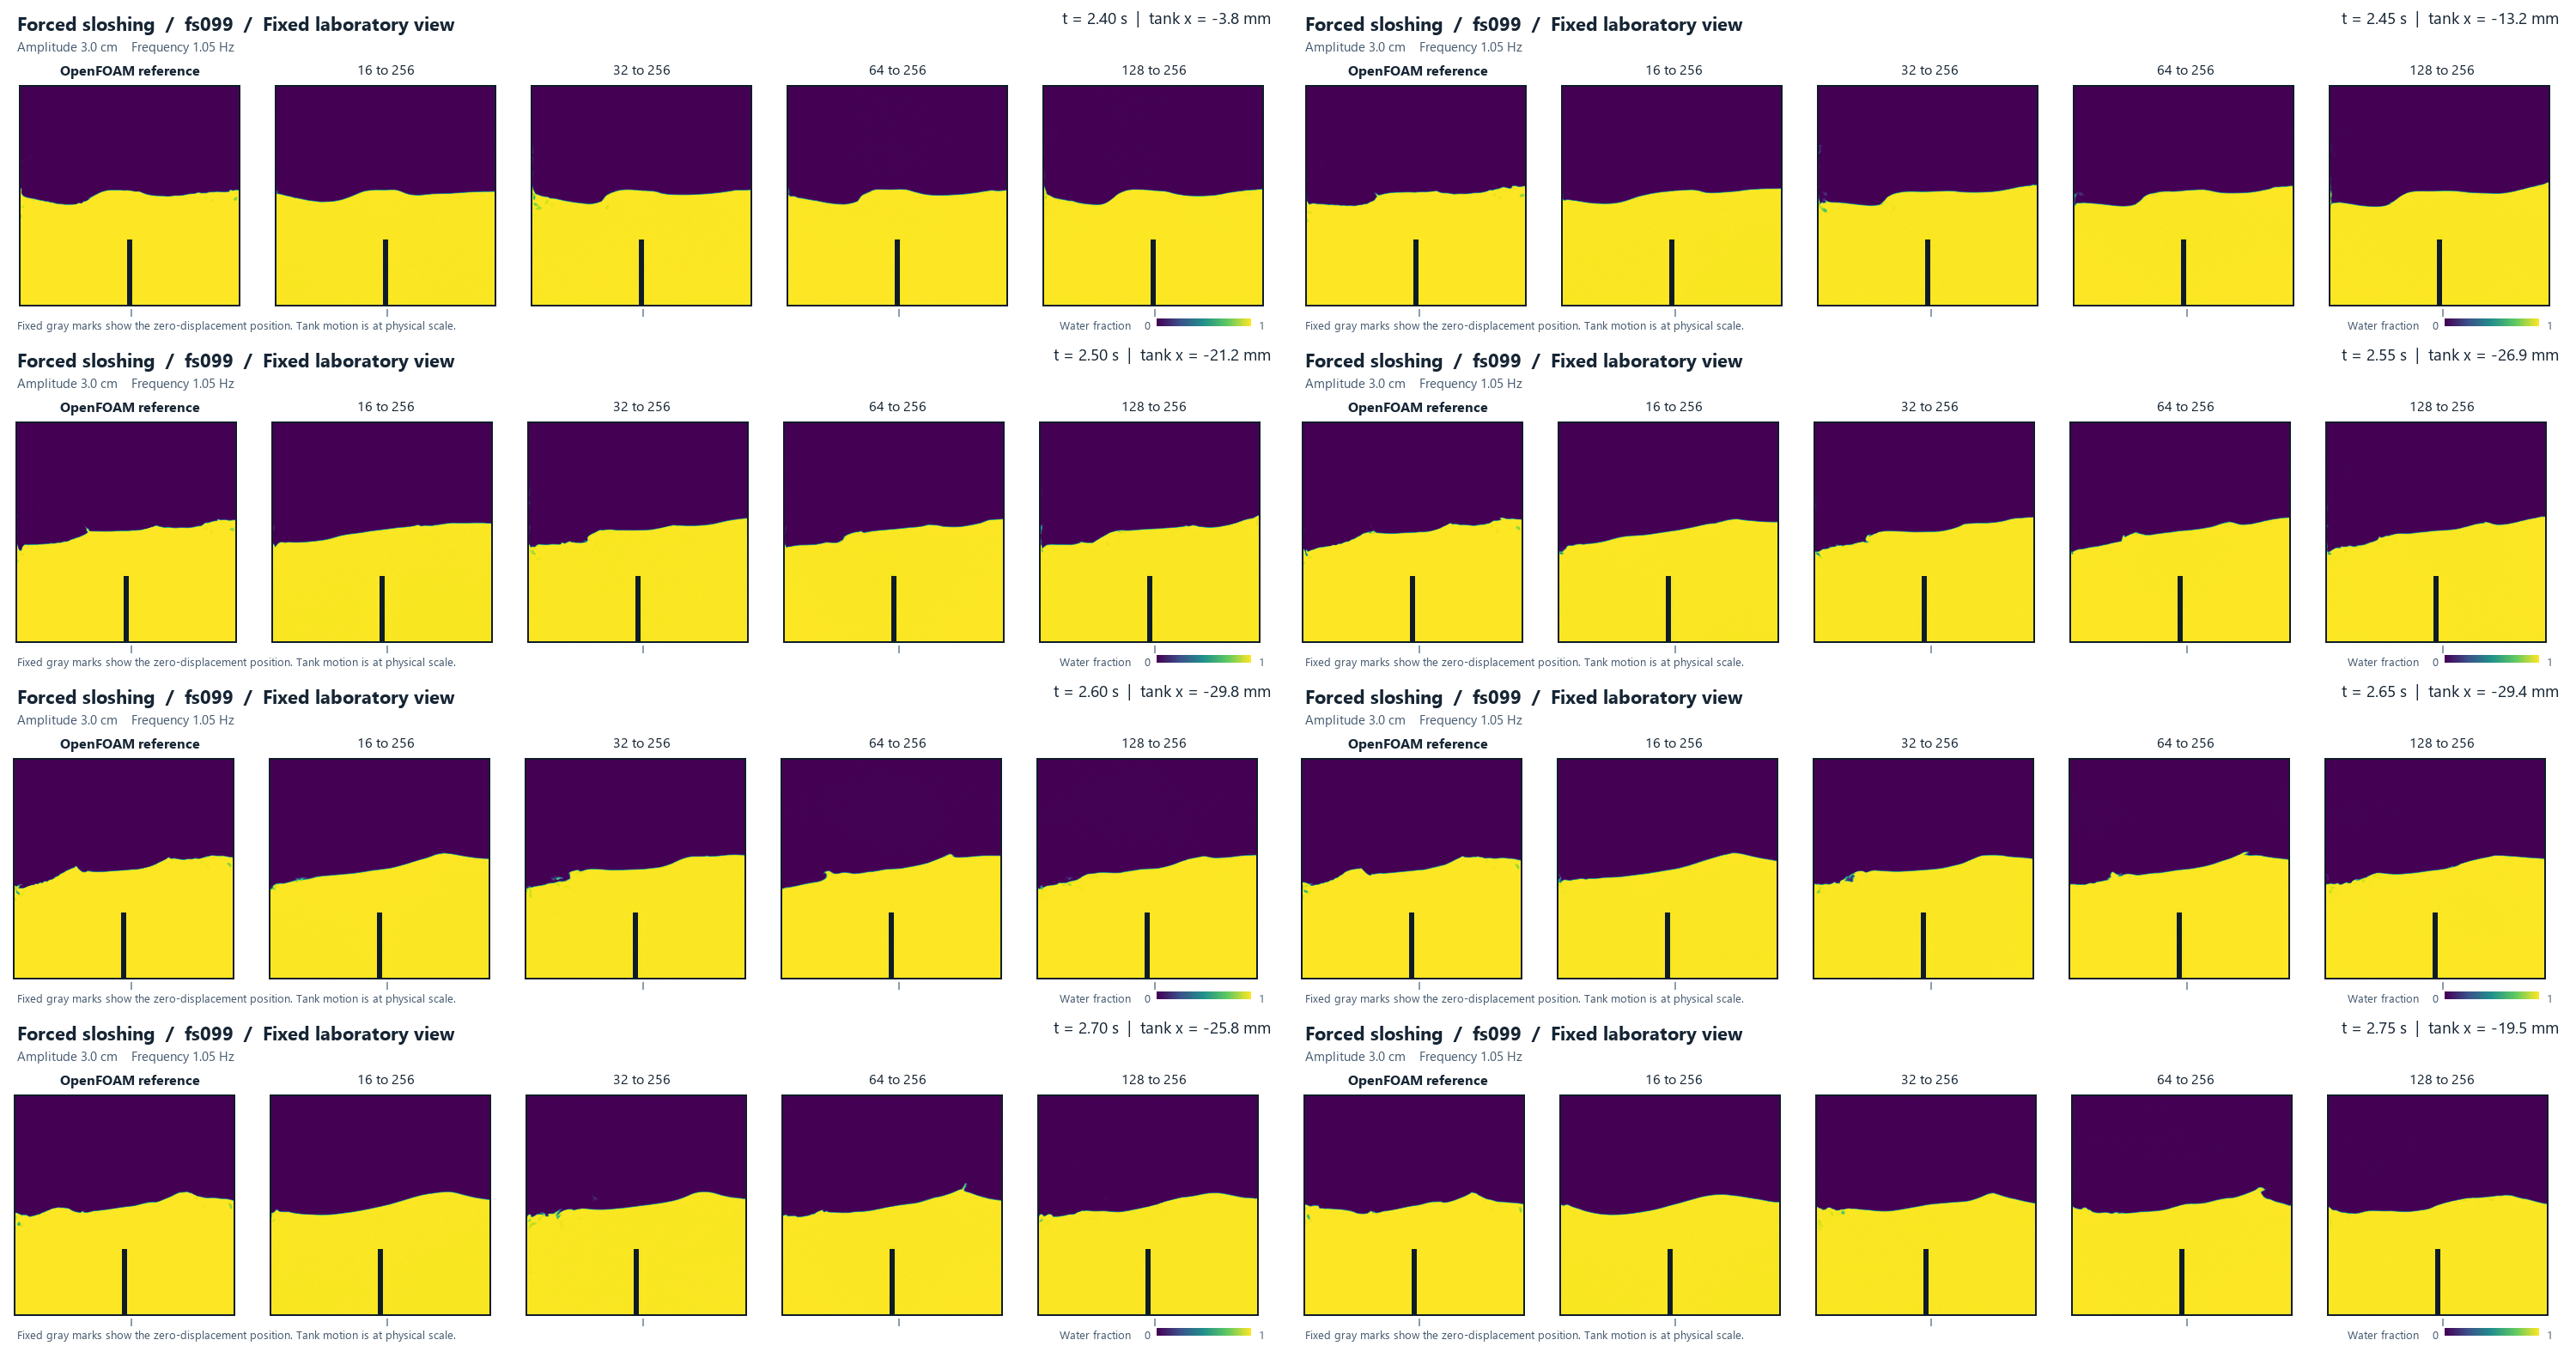 Forced sloshing / fs099 / Fixed laboratory view
t = 2.40 s | tank x = -3.8 mm
Amplitude 3.0 cm Frequency 1.05 Hz
OpenFOAM reference 16 to 256 32 to 256 64 to 256 128 to 256
Fixed gray marks show the zero-displacement position. Tank motion is at physical scale.
Water fraction 0 1
Forced sloshing / fs099 / Fixed laboratory view
t = 2.45 s | tank x = -13.2 mm
Amplitude 3.0 cm Frequency 1.05 Hz
OpenFOAM reference 16 to 256 32 to 256 64 to 256 128 to 256
Fixed gray marks show the zero-displacement position. Tank motion is at physical scale.
Water fraction 0 1
Forced sloshing / fs099 / Fixed laboratory view
t = 2.50 s | tank x = -21.2 mm
Amplitude 3.0 cm Frequency 1.05 Hz
OpenFOAM reference 16 to 256 32 to 256 64 to 256 128 to 256
Fixed gray marks show the zero-displacement position. Tank motion is at physical scale.
Water fraction 0 1
Forced sloshing / fs099 / Fixed laboratory view
t = 2.55 s | tank x = -26.9 mm
Amplitude 3.0 cm Frequency 1.05 Hz
OpenFOAM reference 16 to 256 32 to 256 64 to 256 128 to 256
Fixed gray marks show the zero-displacement position. Tank motion is at physical scale.
Water fraction 0 1
Forced sloshing / fs099 / Fixed laboratory view
t = 2.60 s | tank x = -29.8 mm
Amplitude 3.0 cm Frequency 1.05 Hz
OpenFOAM reference 16 to 256 32 to 256 64 to 256 128 to 256
Fixed gray marks show the zero-displacement position. Tank motion is at physical scale.
Water fraction 0 1
Forced sloshing / fs099 / Fixed laboratory view
t = 2.65 s | tank x = -29.4 mm
Amplitude 3.0 cm Frequency 1.05 Hz
OpenFOAM reference 16 to 256 32 to 256 64 to 256 128 to 256
Fixed gray marks show the zero-displacement position. Tank motion is at physical scale.
Water fraction 0 1
Forced sloshing / fs099 / Fixed laboratory view
t = 2.70 s | tank x = -25.8 mm
Amplitude 3.0 cm Frequency 1.05 Hz
OpenFOAM reference 16 to 256 32 to 256 64 to 256 128 to 256
Fixed gray marks show the zero-displacement position. Tank motion is at physical scale.
Water fraction 0 1
Forced sloshing / fs099 / Fixed laboratory view
t = 2.75 s | tank x = -19.5 mm
Amplitude 3.0 cm Frequency 1.05 Hz
OpenFOAM reference 16 to 256 32 to 256 64 to 256 128 to 256
Fixed gray marks show the zero-displacement position. Tank motion is at physical scale.
Water fraction 0 1